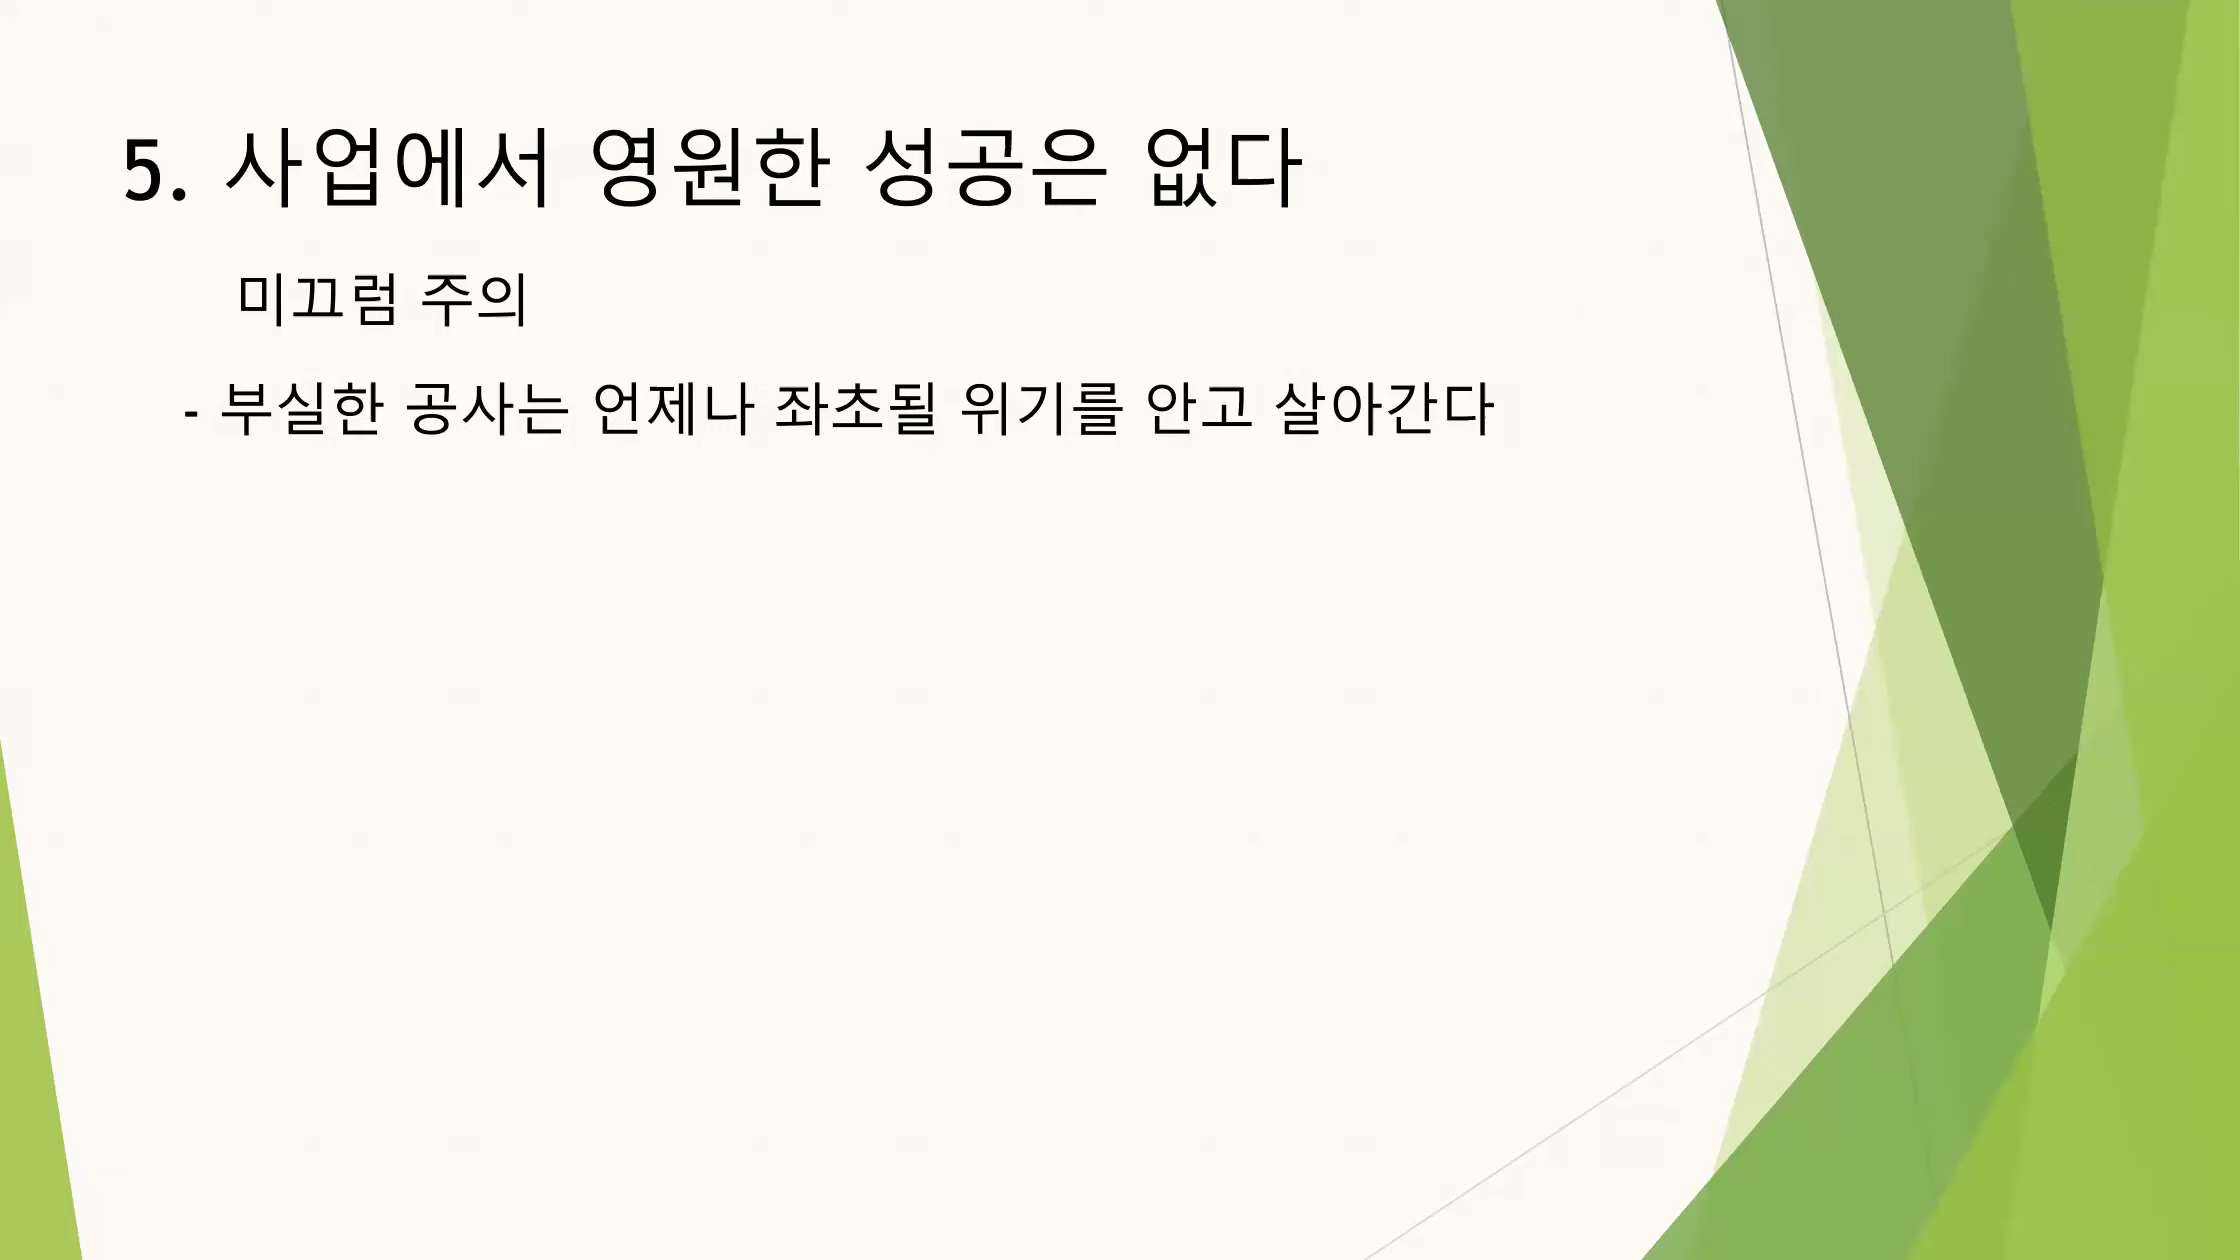 5. 사업에서 영원한 성공은 없다
미끄럼 주의
- 부실한 공사는 언제나 좌초될 위기를 안고 살아간다